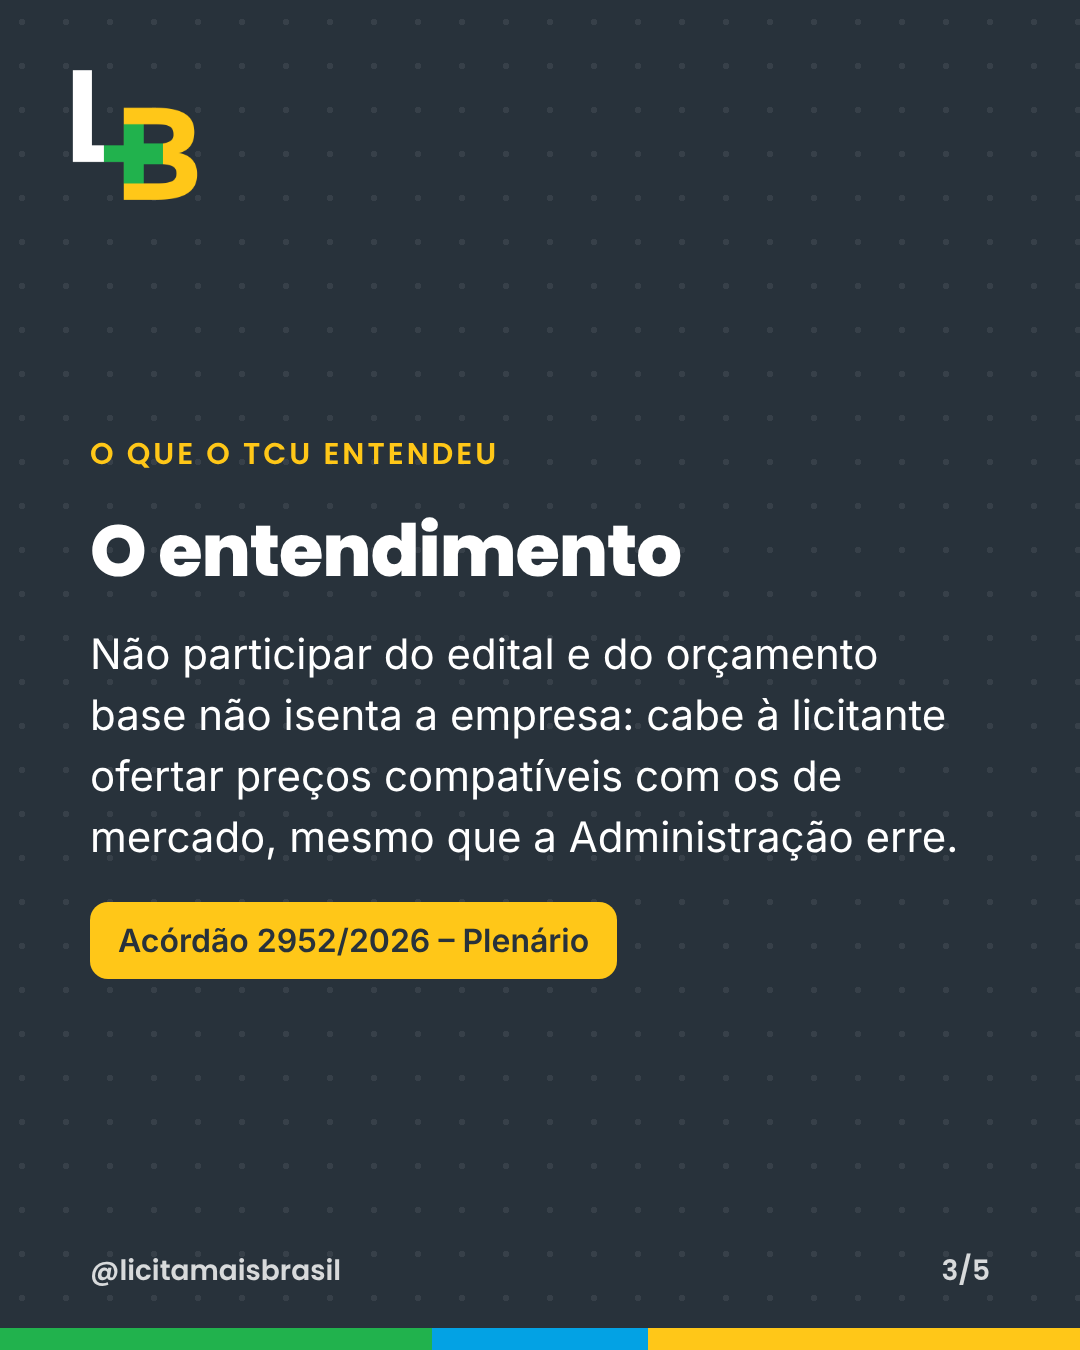 L+B
O QUE O TCU ENTENDEU
O entendimento
Não participar do edital e do orçamento
base não isenta a empresa: cabe à licitante
ofertar preços compatíveis com os de
mercado, mesmo que a Administração erre.
Acórdão 2952/2026 – Plenário
@licitamaisbrasil
3/5